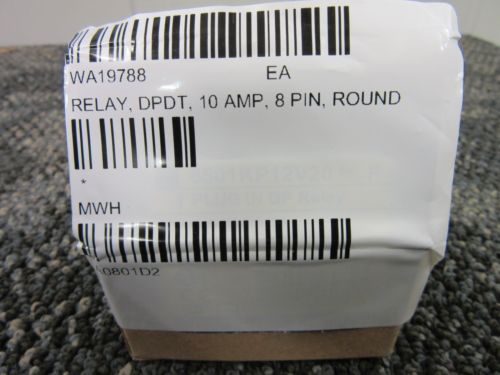 WA19788 EA
RELAY, DPDT, 10 AMP, 8 PIN, ROUND
*
MWH
0801D2